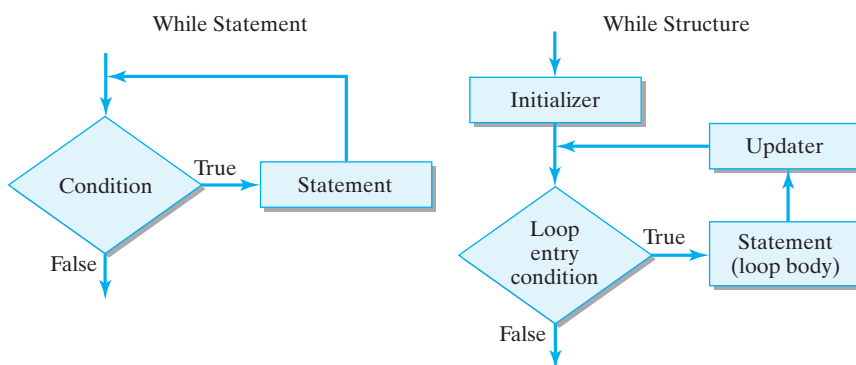 While Statement
Condition
True
Statement
False
While Structure
Initializer
Updater
Loop
entry
condition
True
Statement
(loop body)
False